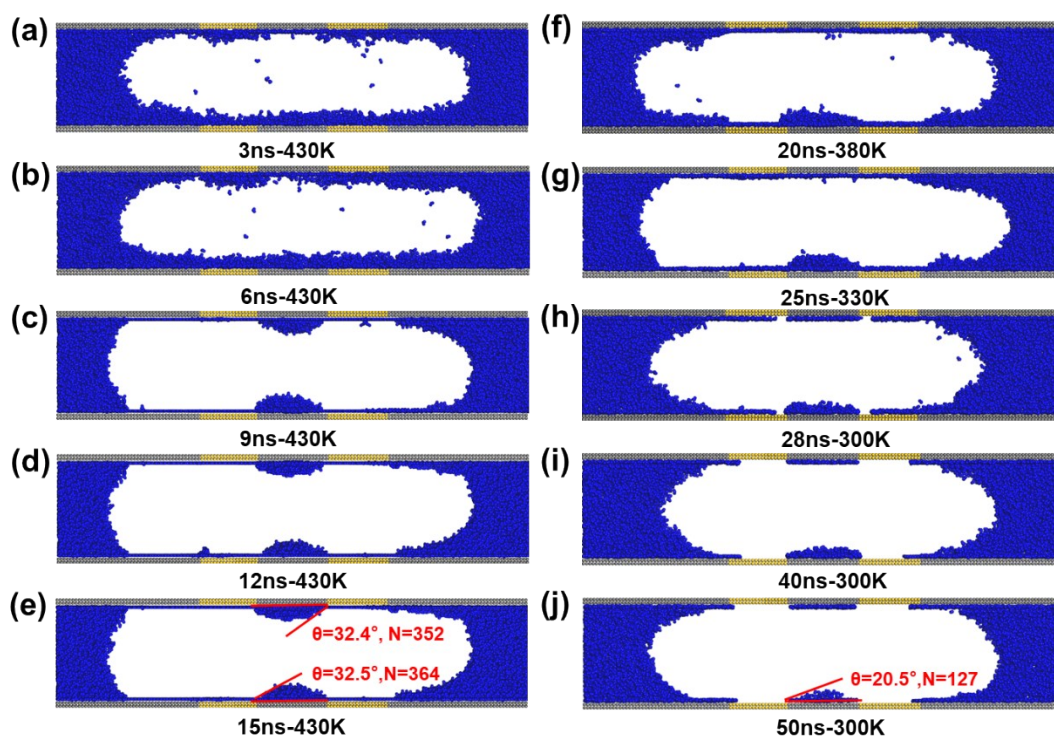 (a)
3ns-430K
(b)
6ns-430K
(c)
9ns-430K
(d)
12ns-430K
(e)
θ=32.4°, N=352
θ=32.5°,N=364
15ns-430K
(f)
20ns-380K
(g)
25ns-330K
(h)
28ns-300K
(i)
40ns-300K
(j)
θ=20.5°,N=127
50ns-300K